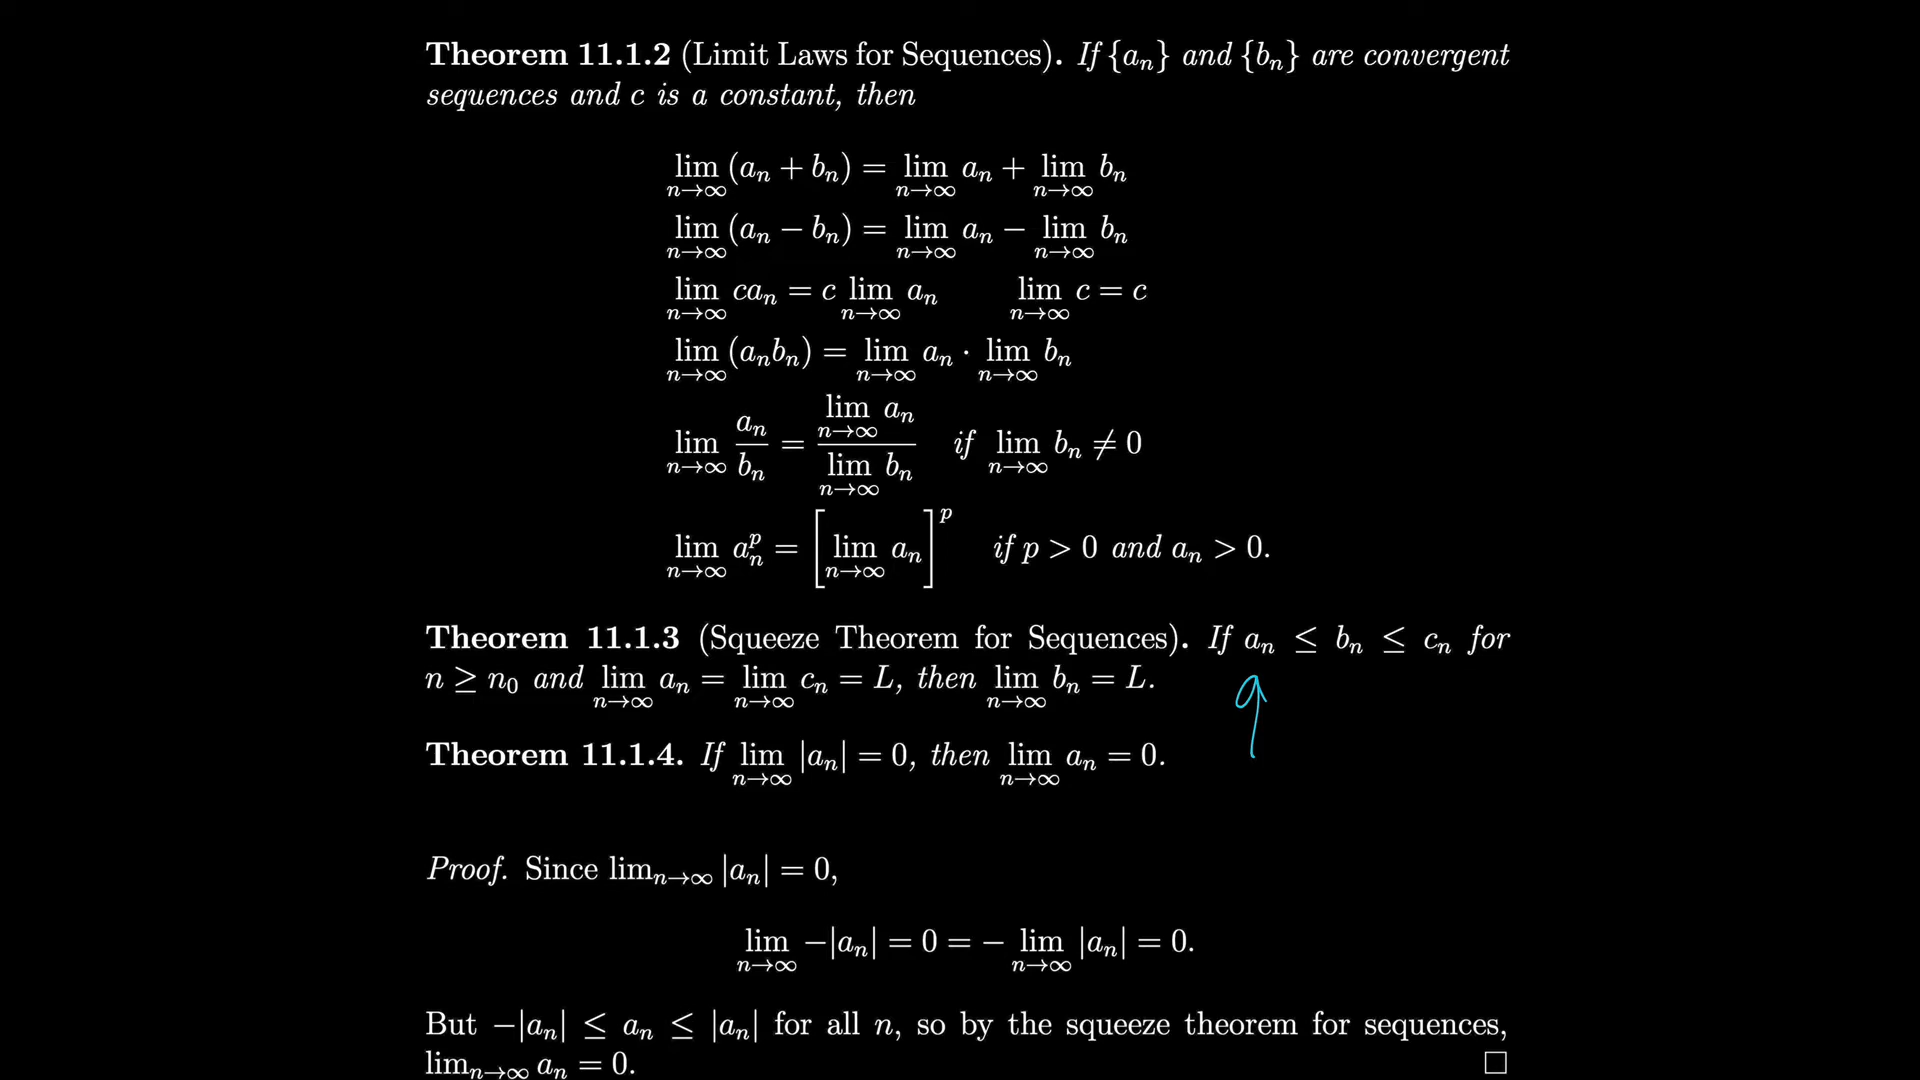 Theorem 11.1.2 (Limit Laws for Sequences). If {aₙ} and {bₙ} are convergent
sequences and c is a constant, then
lim_{n→∞} (aₙ + bₙ) = lim_{n→∞} aₙ + lim_{n→∞} bₙ
lim_{n→∞} (aₙ − bₙ) = lim_{n→∞} aₙ − lim_{n→∞} bₙ
lim_{n→∞} caₙ = c lim_{n→∞} aₙ lim_{n→∞} c = c
lim_{n→∞} (aₙbₙ) = lim_{n→∞} aₙ · lim_{n→∞} bₙ
lim_{n→∞} \frac{aₙ}{bₙ} = \frac{lim_{n→∞} aₙ}{lim_{n→∞} bₙ} if lim_{n→∞} bₙ ≠ 0
lim_{n→∞} aₙ^p = [lim_{n→∞} aₙ]^p if p > 0 and aₙ > 0.
Theorem 11.1.3 (Squeeze Theorem for Sequences). If aₙ ≤ bₙ ≤ cₙ for
n ≥ n₀ and lim_{n→∞} aₙ = lim_{n→∞} cₙ = L, then lim_{n→∞} bₙ = L.
Theorem 11.1.4. If lim_{n→∞} |aₙ| = 0, then lim_{n→∞} aₙ = 0.
Proof. Since lim_{n→∞} |aₙ| = 0,
lim_{n→∞} −|aₙ| = 0 = − lim_{n→∞} |aₙ| = 0.
But −|aₙ| ≤ aₙ ≤ |aₙ| for all n, so by the squeeze theorem for sequences,
lim_{n→∞} aₙ = 0. □